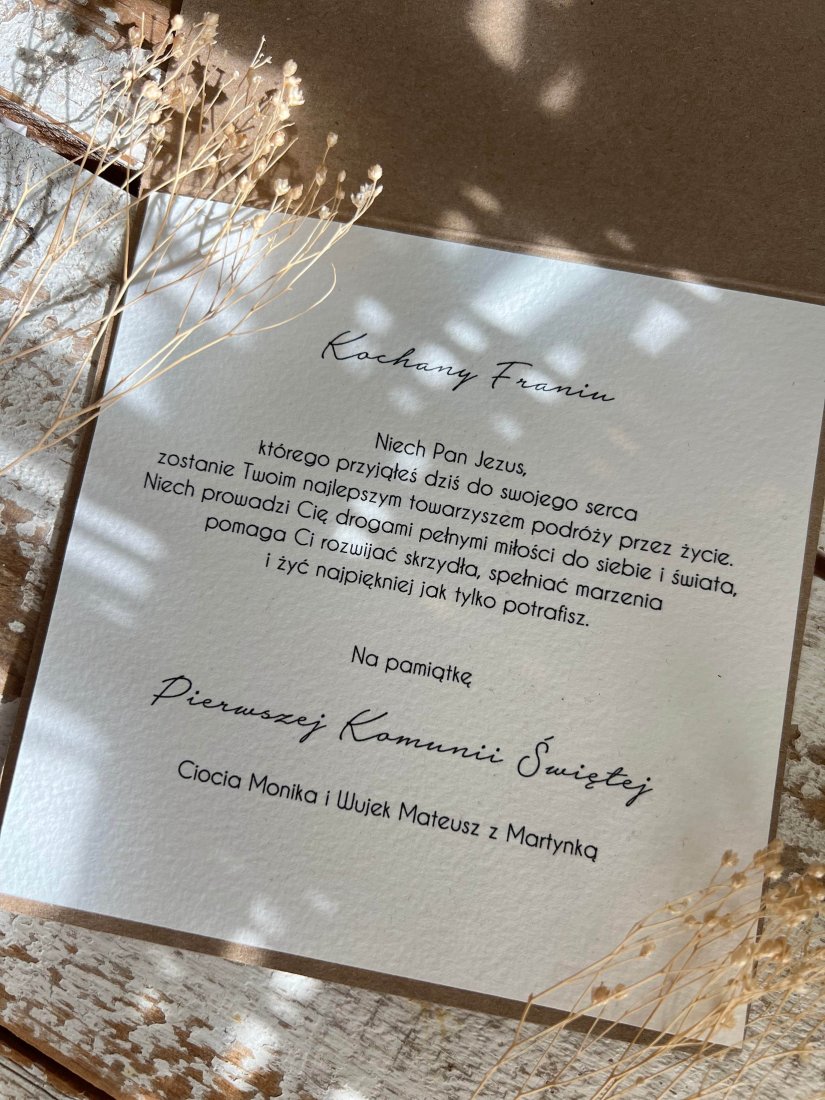 Kochany Franiu
Niech Pan Jezus,
którego przyjąłeś dziś do swojego serca
zostanie Twoim najlepszym towarzyszem podróży przez życie.
Niech prowadzi Cię drogami pełnymi miłości do siebie i świata,
pomaga Ci rozwijać skrzydła, spełniać marzenia
i żyć najpiękniej jak tylko potrafisz.
Na pamiątkę
Pierwszej Komunii Świętej
Ciocia Monika i Wujek Mateusz z Martynką